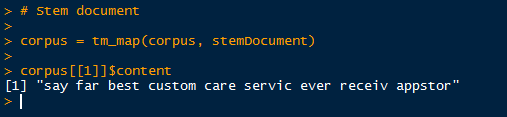 > # Stem document
>
> corpus = tm_map(corpus, stemDocument)
>
> corpus[[1]]$content
[1] "say far best custom care servic ever receiv appstor"
>